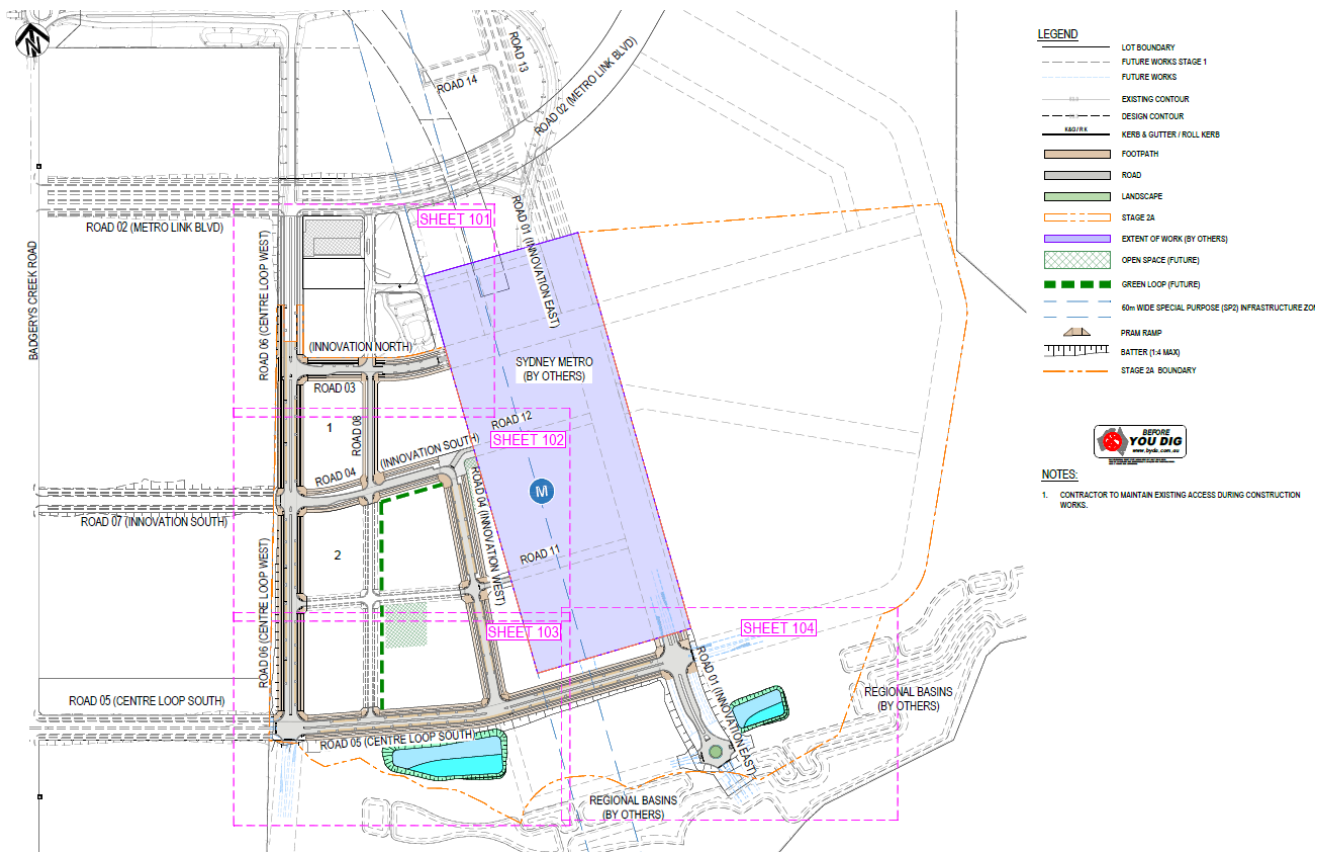 N
ROAD 13
ROAD 14
ROAD 02 (METRO LINK BLVD)
ROAD 02 (METRO LINK BLVD)
SHEET 101
ROAD 01 (INNOVATION EAST)
BADGERYS CREEK ROAD
ROAD 06 (CENTRE LOOP WEST)
(INNOVATION NORTH)
SYDNEY METRO
(BY OTHERS)
ROAD 03
1
ROAD 08
ROAD 12
(INNOVATION SOUTH)
SHEET 102
ROAD 04
M
ROAD 07 (INNOVATION SOUTH)
ROAD 04 (INNOVATION WEST)
2
ROAD 11
ROAD 06 (CENTRE LOOP WEST)
SHEET 103
SHEET 104
ROAD 01 (INNOVATION EAST)
ROAD 05 (CENTRE LOOP SOUTH)
REGIONAL BASINS
(BY OTHERS)
ROAD 05 (CENTRE LOOP SOUTH)
REGIONAL BASINS
(BY OTHERS)
LEGEND
LOT BOUNDARY
FUTURE WORKS STAGE 1
FUTURE WORKS
EXISTING CONTOUR
DESIGN CONTOUR
KERB & GUTTER / ROLL KERB
FOOTPATH
ROAD
LANDSCAPE
STAGE 2A
EXTENT OF WORK (BY OTHERS)
OPEN SPACE (FUTURE)
GREEN LOOP (FUTURE)
60m WIDE SPECIAL PURPOSE (SP2) INFRASTRUCTURE ZO
PRAM RAMP
BATTER (1:4 MAX)
STAGE 2A BOUNDARY
BEFORE
YOU DIG
www.byda.com.au
NOTES:
1. CONTRACTOR TO MAINTAIN EXISTING ACCESS DURING CONSTRUCTION
WORKS.